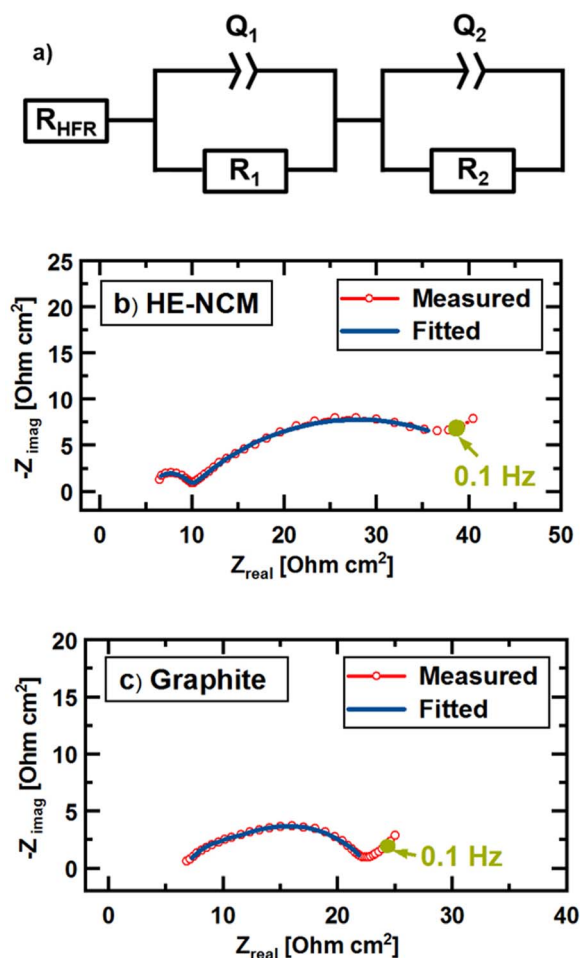 a)
Q1
Q2
RHFR
R1
R2
25
20
15
10
5
0
-Zimag [Ohm cm2]
b) HE-NCM
Measured
Fitted
0.1 Hz
0 10 20 30 40 50
Zreal [Ohm cm2]
20
15
10
5
0
-Zimag [Ohm cm2]
c) Graphite
Measured
Fitted
0.1 Hz
0 10 20 30 40
Zreal [Ohm cm2]